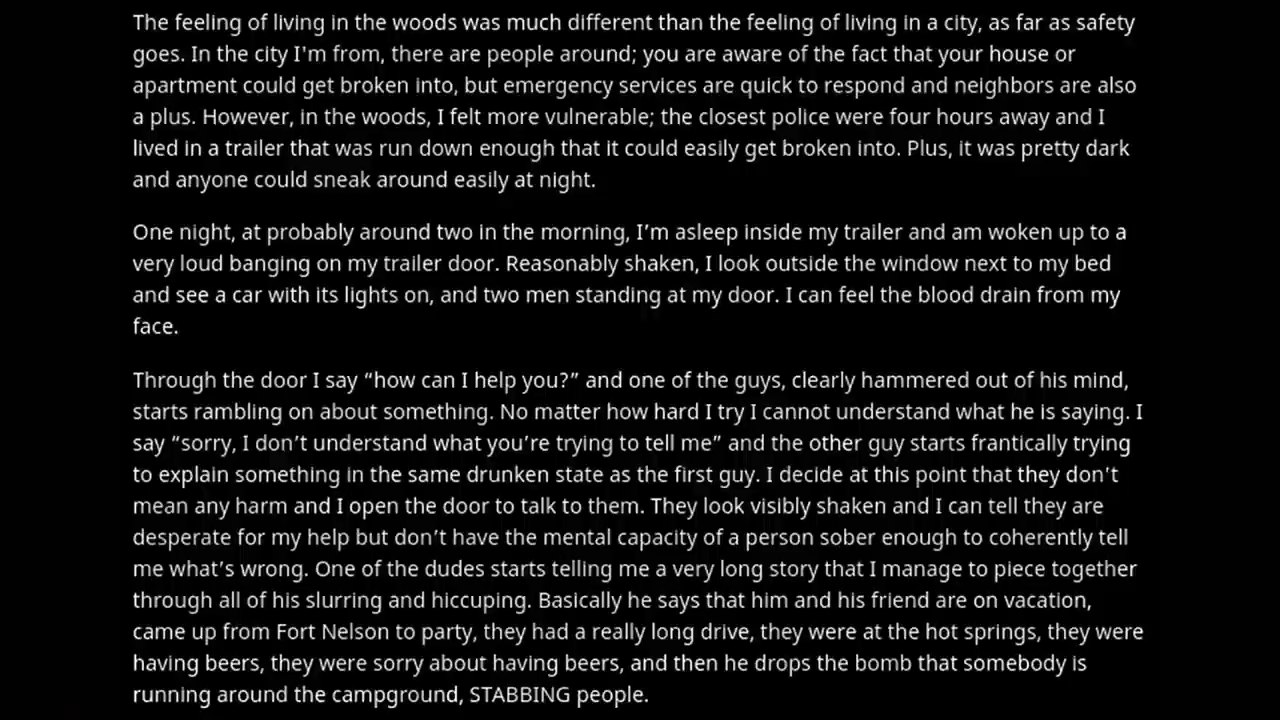 The feeling of living in the woods was much different than the feeling of living in a city, as far as safety
goes. In the city I'm from, there are people around; you are aware of the fact that your house or
apartment could get broken into, but emergency services are quick to respond and neighbors are also
a plus. However, in the woods, I felt more vulnerable; the closest police were four hours away and I
lived in a trailer that was run down enough that it could easily get broken into. Plus, it was pretty dark
and anyone could sneak around easily at night.
One night, at probably around two in the morning, I’m asleep inside my trailer and am woken up to a
very loud banging on my trailer door. Reasonably shaken, I look outside the window next to my bed
and see a car with its lights on, and two men standing at my door. I can feel the blood drain from my
face.
Through the door I say “how can I help you?” and one of the guys, clearly hammered out of his mind,
starts rambling on about something. No matter how hard I try I cannot understand what he is saying. I
say “sorry, I don’t understand what you’re trying to tell me” and the other guy starts frantically trying
to explain something in the same drunken state as the first guy. I decide at this point that they don’t
mean any harm and I open the door to talk to them. They look visibly shaken and I can tell they are
desperate for my help but don’t have the mental capacity of a person sober enough to coherently tell
me what’s wrong. One of the dudes starts telling me a very long story that I manage to piece together
through all of his slurring and hiccuping. Basically he says that him and his friend are on vacation,
came up from Fort Nelson to party, they had a really long drive, they were at the hot springs, they were
having beers, they were sorry about having beers, and then he drops the bomb that somebody is
running around the campground, STABBING people.